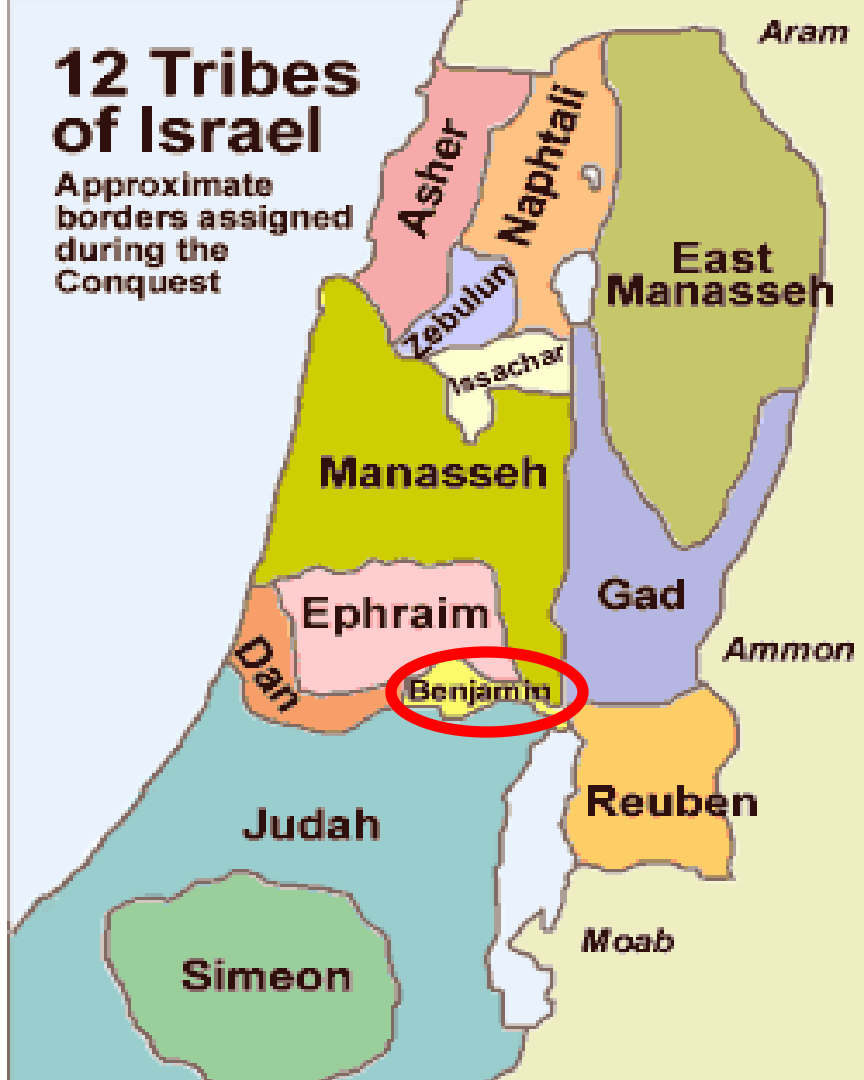 12 Tribes
of Israel
Approximate
borders assigned
during the
Conquest
Aram
Asher
Naphtali
East
Manasseh
Zebulun
Issachar
Manasseh
Gad
Ephraim
Ammon
Dan
Benjamin
Reuben
Judah
Moab
Simeon